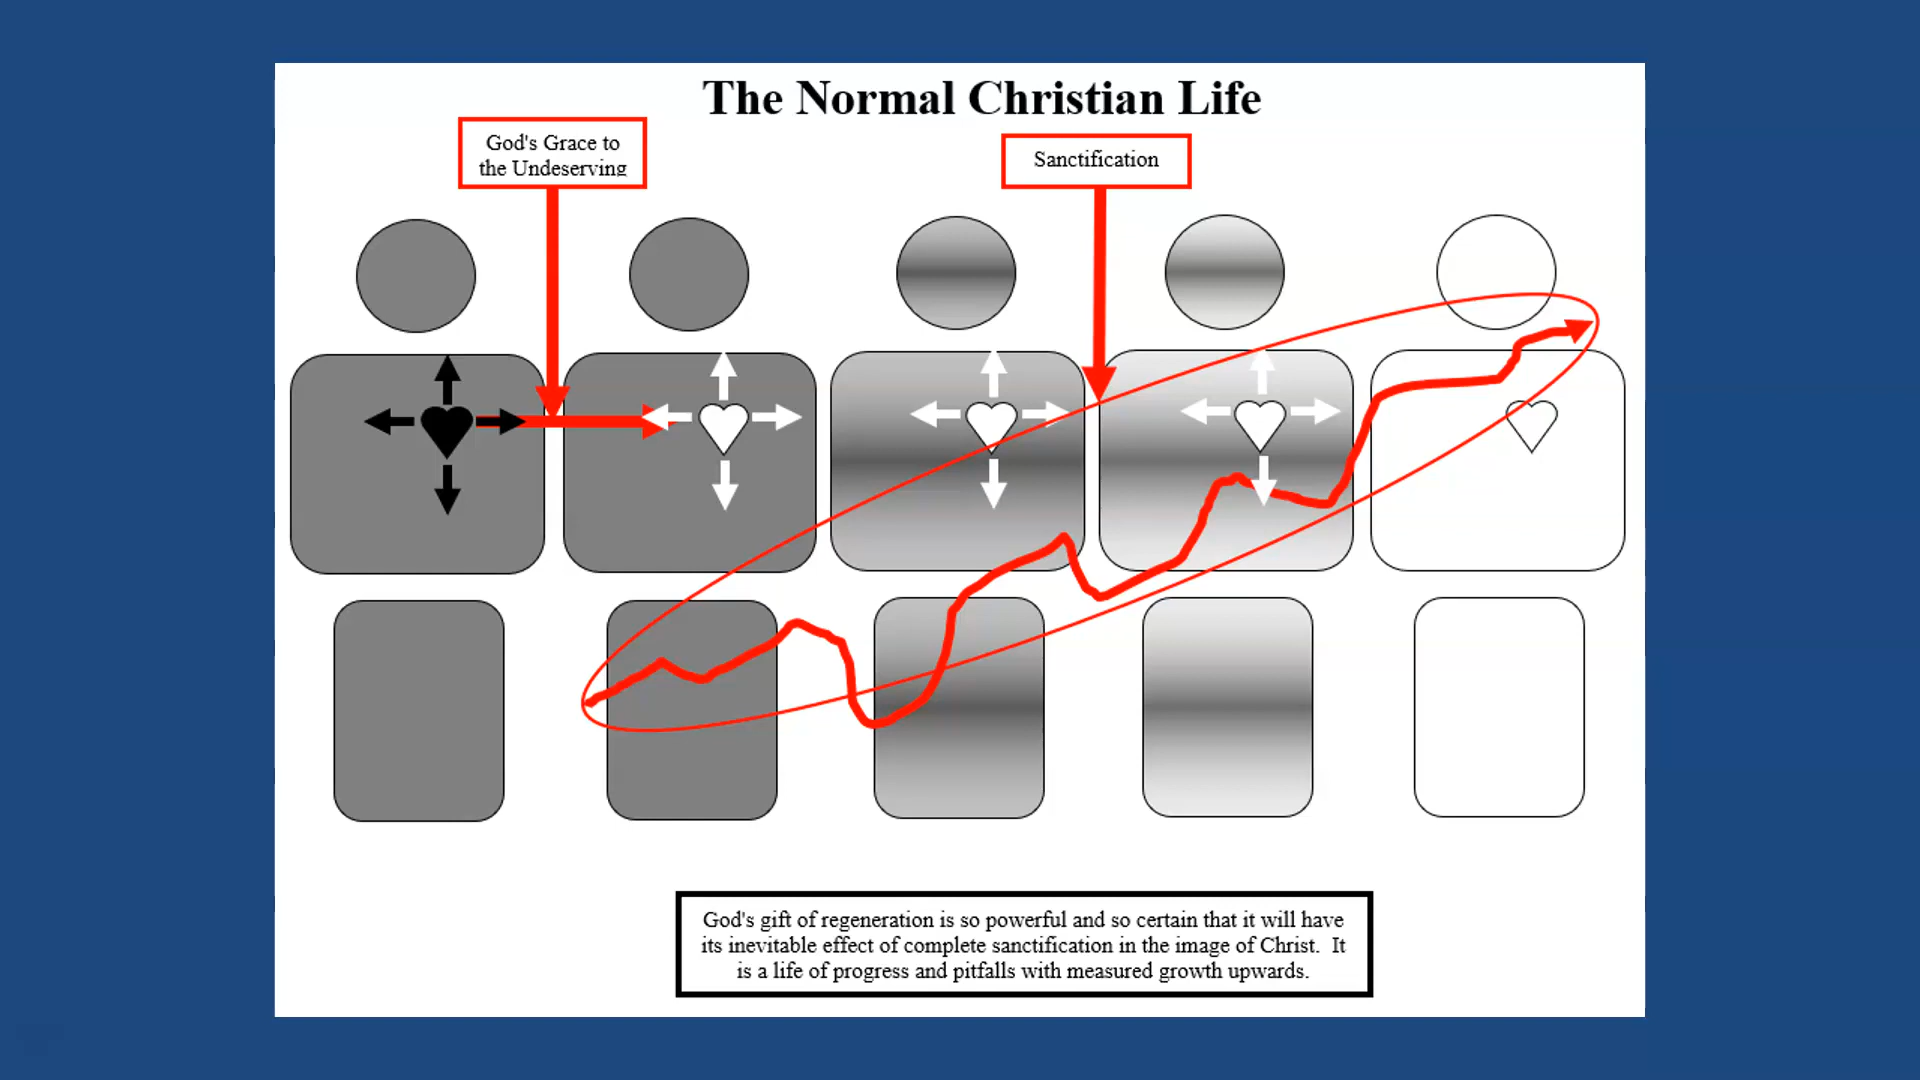 The Normal Christian Life
God's Grace to
the Undeserving
Sanctification
God's gift of regeneration is so powerful and so certain that it will have
its inevitable effect of complete sanctification in the image of Christ.  It
is a life of progress and pitfalls with measured growth upwards.